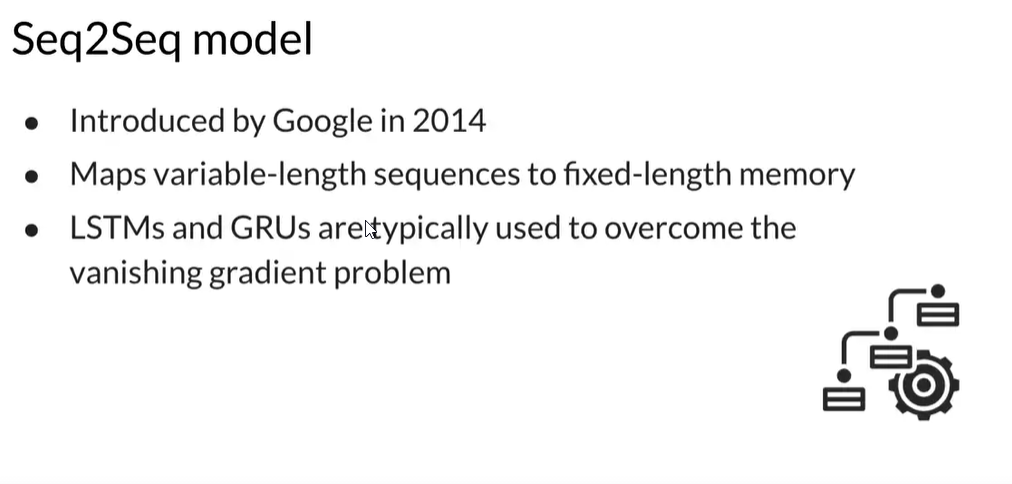 Seq2Seq model
● Introduced by Google in 2014
● Maps variable-length sequences to fixed-length memory
● LSTMs and GRUs are typically used to overcome the
vanishing gradient problem